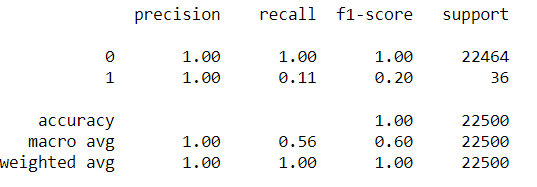 precision recall f1-score support
0 1.00 1.00 1.00 22464
1 1.00 0.11 0.20 36
accuracy 1.00 22500
macro avg 1.00 0.56 0.60 22500
weighted avg 1.00 1.00 1.00 22500